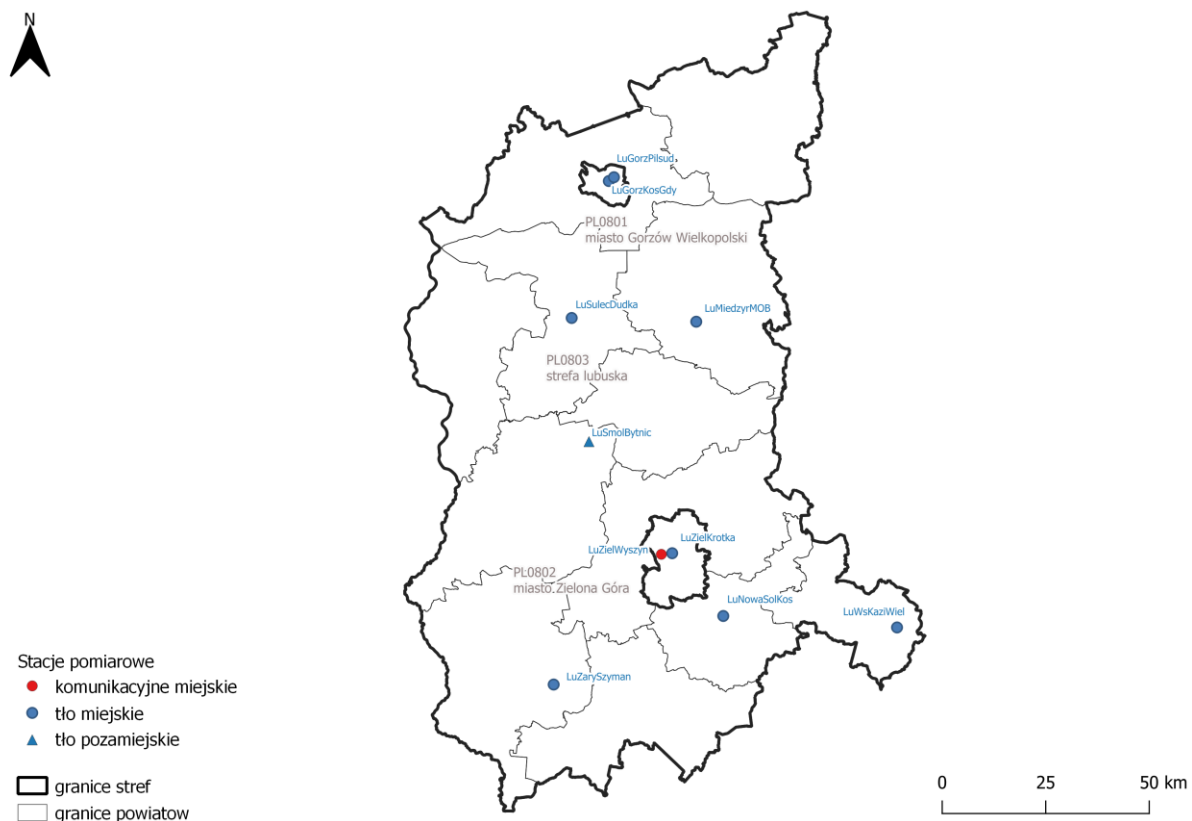 N
LuGorzPilsud
LuGorzKosGdy
PL0801
miasto Gorzów Wielkopolski
LuSulecDudka
LuMiedzyrMOB
PL0803
strefa lubuska
LuSmolBytnic
LuZielKrotka
LuZielWyszyn
PL0802
miasto Zielona Góra
LuNowaSolKos
LuWsKaziWiel
LuZarySzyman
Stacje pomiarowe
komunikacyjne miejskie
tło miejskie
tło pozamiejskie
granice stref
granice powiatow
0 25 50 km